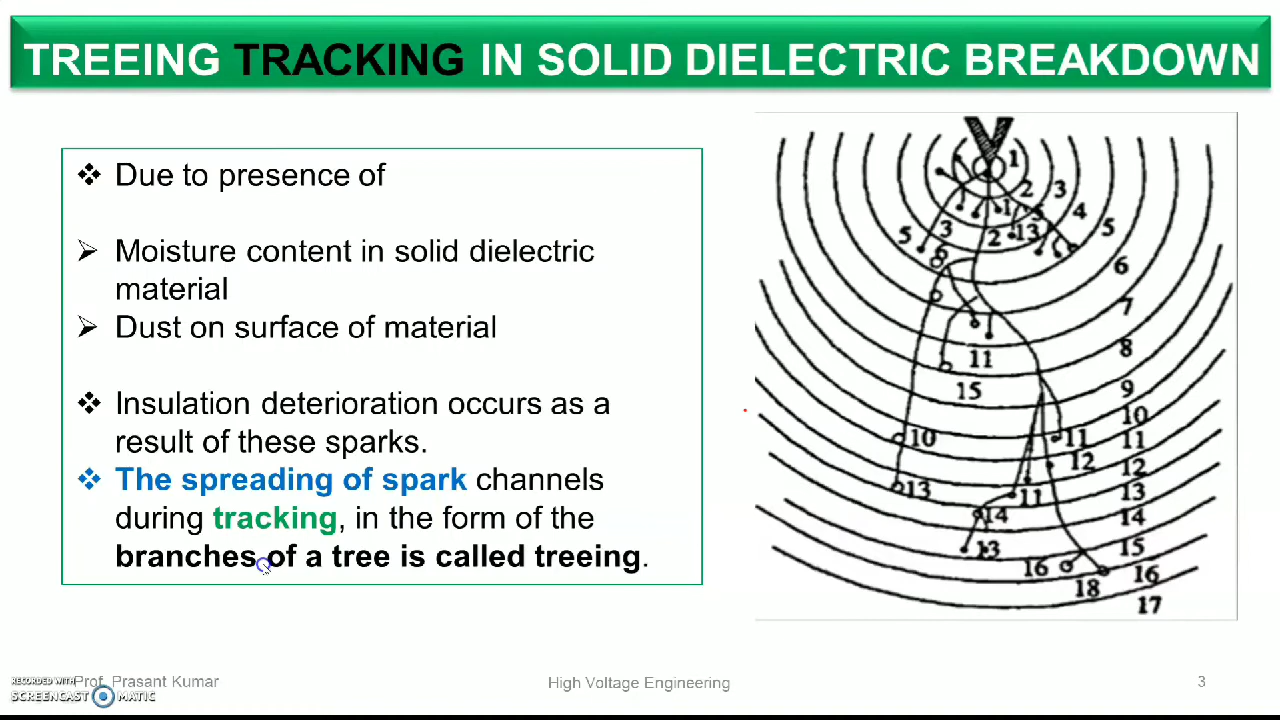 TREEING TRACKING IN SOLID DIELECTRIC BREAKDOWN
Due to presence of
Moisture content in solid dielectric
material
Dust on surface of material
Insulation deterioration occurs as a
result of these sparks.
The spreading of spark channels
during tracking, in the form of the
branches of a tree is called treeing.
1
2
3
1
4
5
3
2
13
5
6
6
7
11
8
15
9
10
10
11
11
12
12
13
11
13
14
14
13
15
16
16
18
17
RECORDED WITH
SCREENCAST MATIC
Prof. Prasant Kumar
High Voltage Engineering
3